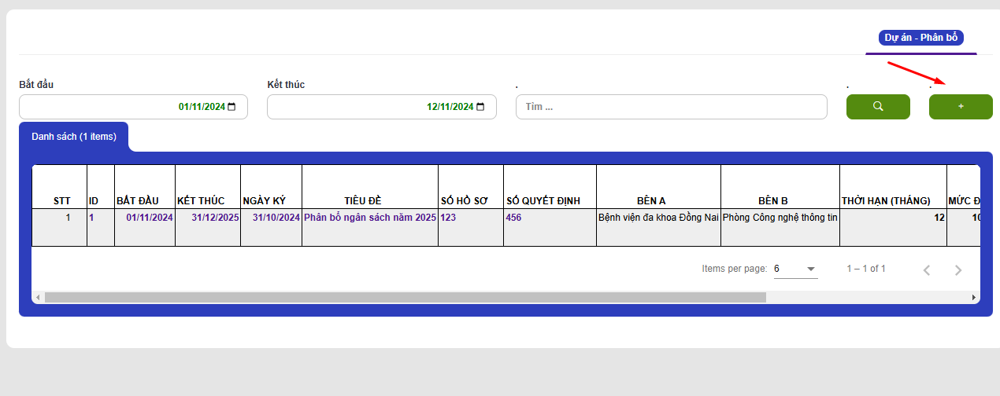 Dự án - Phân bổ
Bắt đầu Kết thúc . . .
01/11/2024 12/11/2024 Tìm ... +
Danh sách (1 items)
STT ID BẮT ĐẦU KẾT THÚC NGÀY KÝ TIÊU ĐỀ SỐ HỒ SƠ SỐ QUYẾT ĐỊNH BÊN A BÊN B THỜI HẠN (THÁNG) MỨC Đ
1 1 01/11/2024 31/12/2025 31/10/2024 Phân bổ ngân sách năm 2025 123 456 Bệnh viện đa khoa Đồng Nai Phòng Công nghệ thông tin 12 10
Items per page: 6 1 – 1 of 1